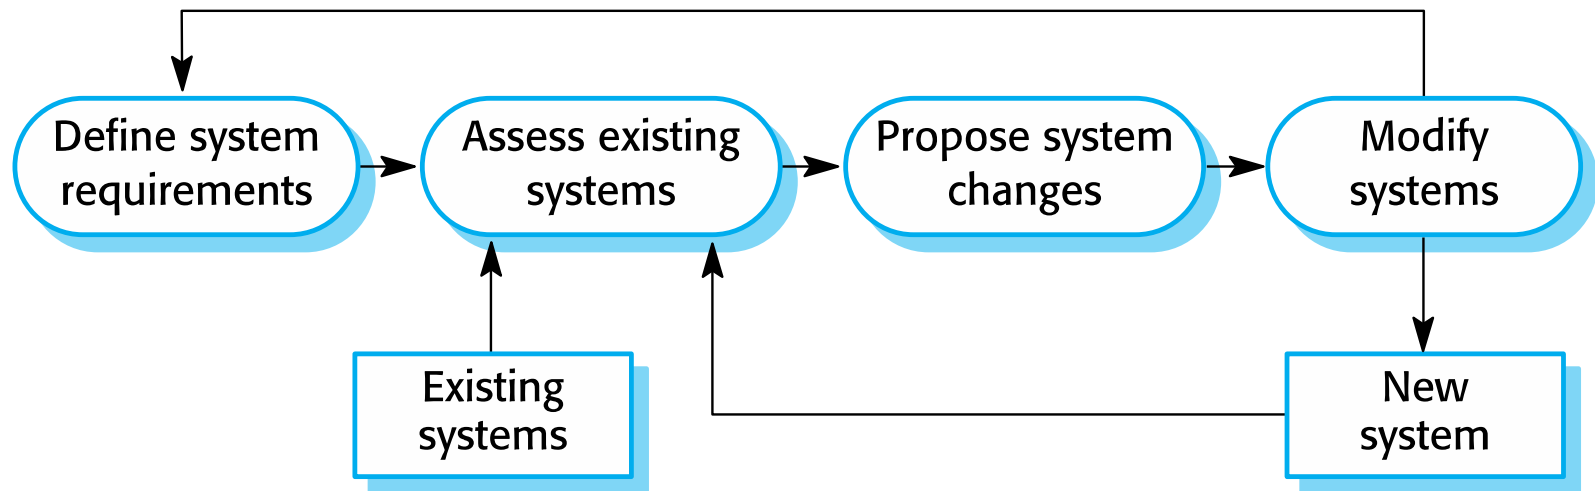 Define system
requirements
Assess existing
systems
Propose system
changes
Modify
systems
Existing
systems
New
system